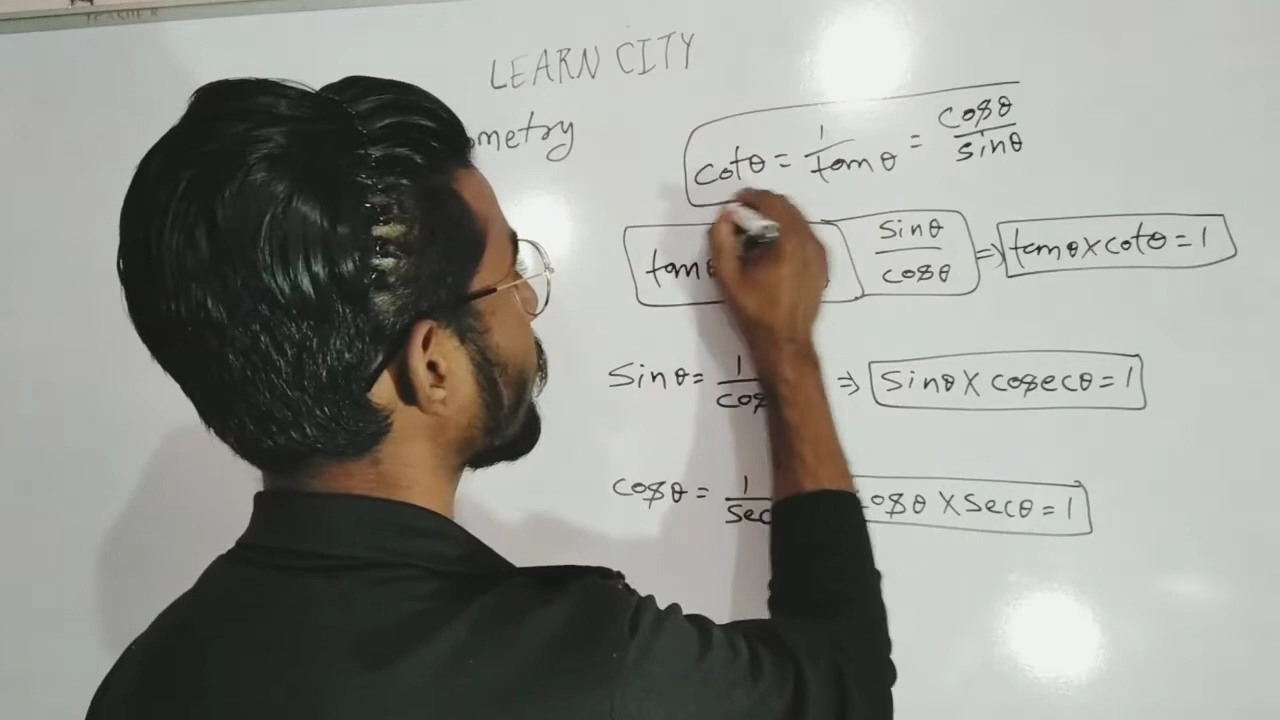 LEARN CITY
cotθ = 1/tanθ = cosθ/sinθ
sinθ/cosθ ⇒ tanθ×cotθ=1
sinθ= 1/ ⇒ sinθ × cosecθ=1
cosθ = 1/ cosθ × secθ = 1